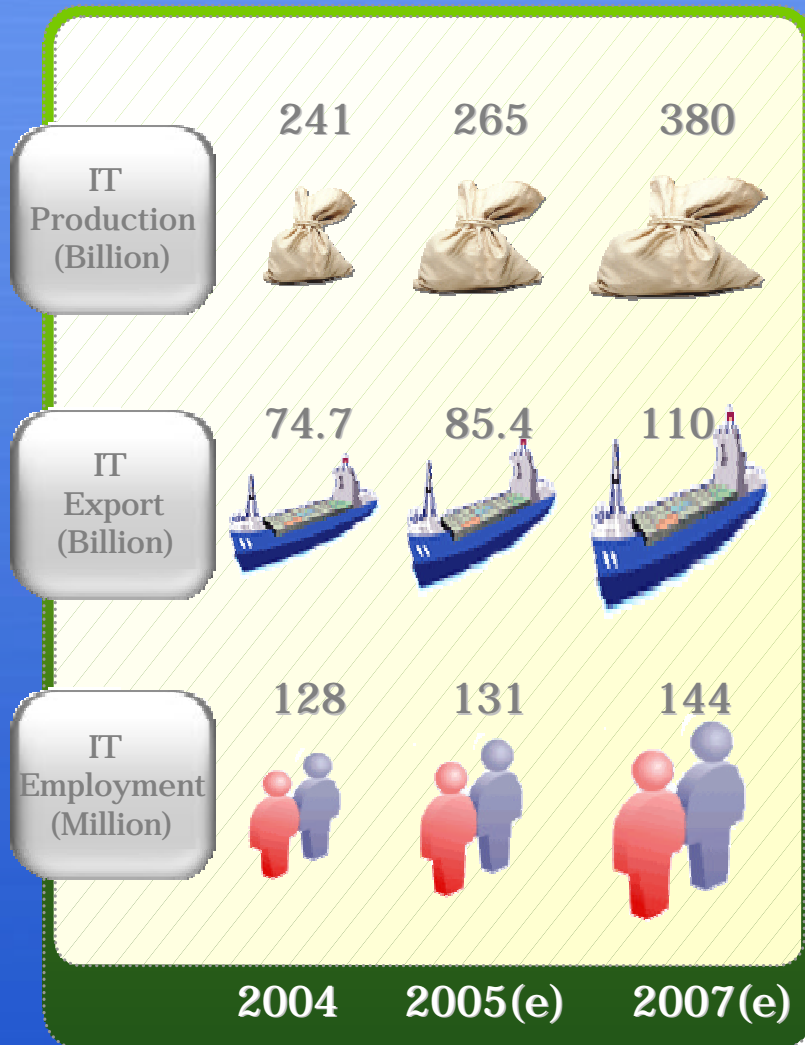 241 265 380
IT
Production
(Billion)
74.7 85.4 110
IT
Export
(Billion)
128 131 144
IT
Employment
(Million)
2004 2005(e) 2007(e)